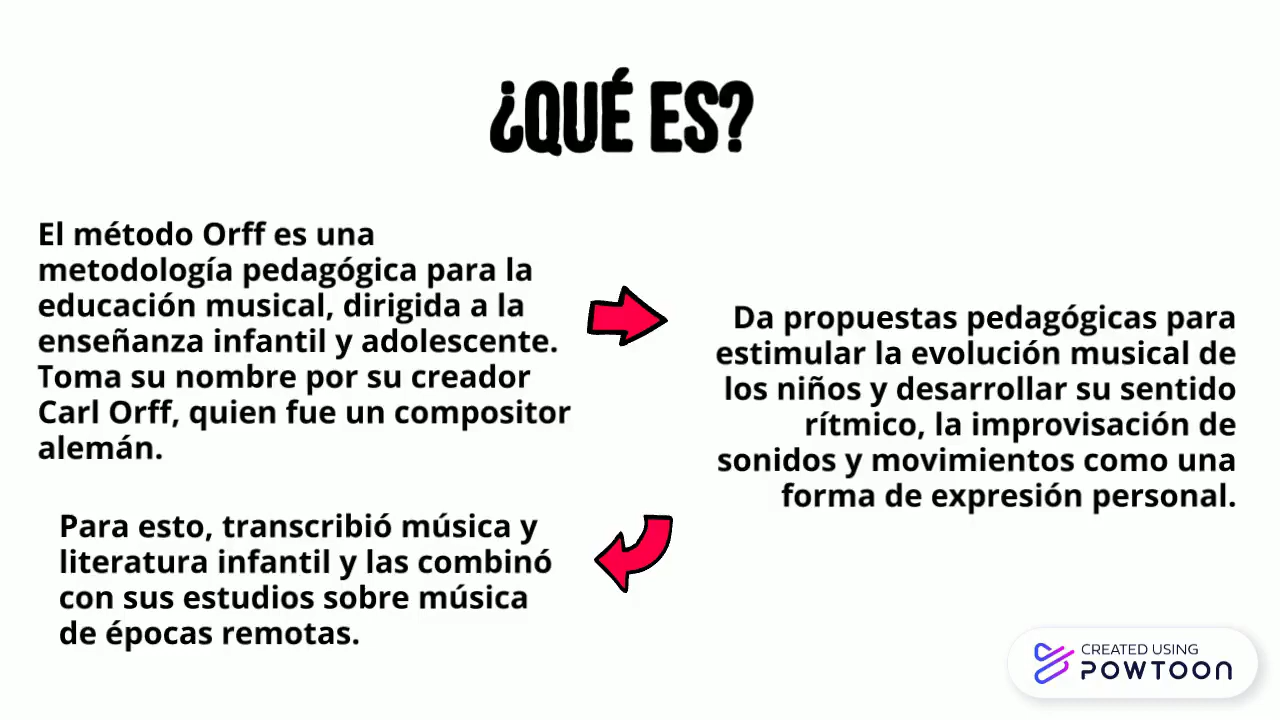 ¿QUÉ ES?
El método Orff es una
metodología pedagógica para la
educación musical, dirigida a la
enseñanza infantil y adolescente.
Toma su nombre por su creador
Carl Orff, quien fue un compositor
alemán.
Da propuestas pedagógicas para
estimular la evolución musical de
los niños y desarrollar su sentido
rítmico, la improvisación de
sonidos y movimientos como una
forma de expresión personal.
Para esto, transcribió música y
literatura infantil y las combinó
con sus estudios sobre música
de épocas remotas.
CREATED USING
POWTOON